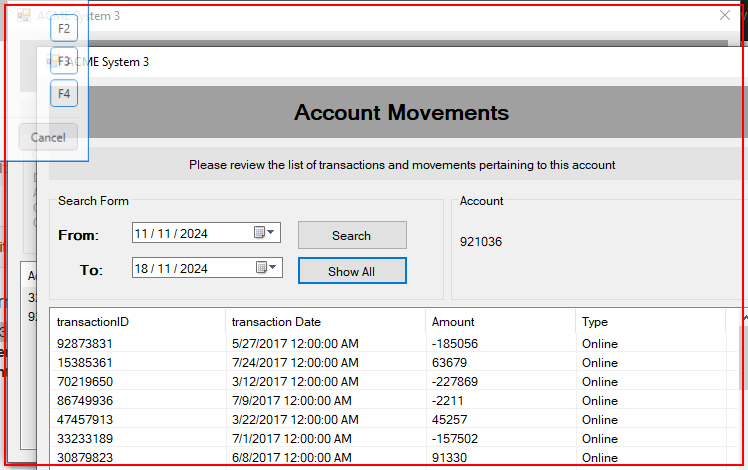 ACME System 3
F2
F3
ACME System 3
F4
Account Movements
Cancel
Please review the list of transactions and movements pertaining to this account
Search Form
Account
From:
11 / 11 / 2024
Search
921036
To:
18 / 11 / 2024
Show All
transactionID transaction Date Amount Type
92873831 5/27/2017 12:00:00 AM -185056 Online
15385361 7/24/2017 12:00:00 AM 63679 Online
70219650 3/12/2017 12:00:00 AM -227869 Online
86749936 7/9/2017 12:00:00 AM -2211 Online
47457913 3/22/2017 12:00:00 AM 45257 Online
33233189 7/1/2017 12:00:00 AM -157502 Online
30879823 6/8/2017 12:00:00 AM 91330 Online